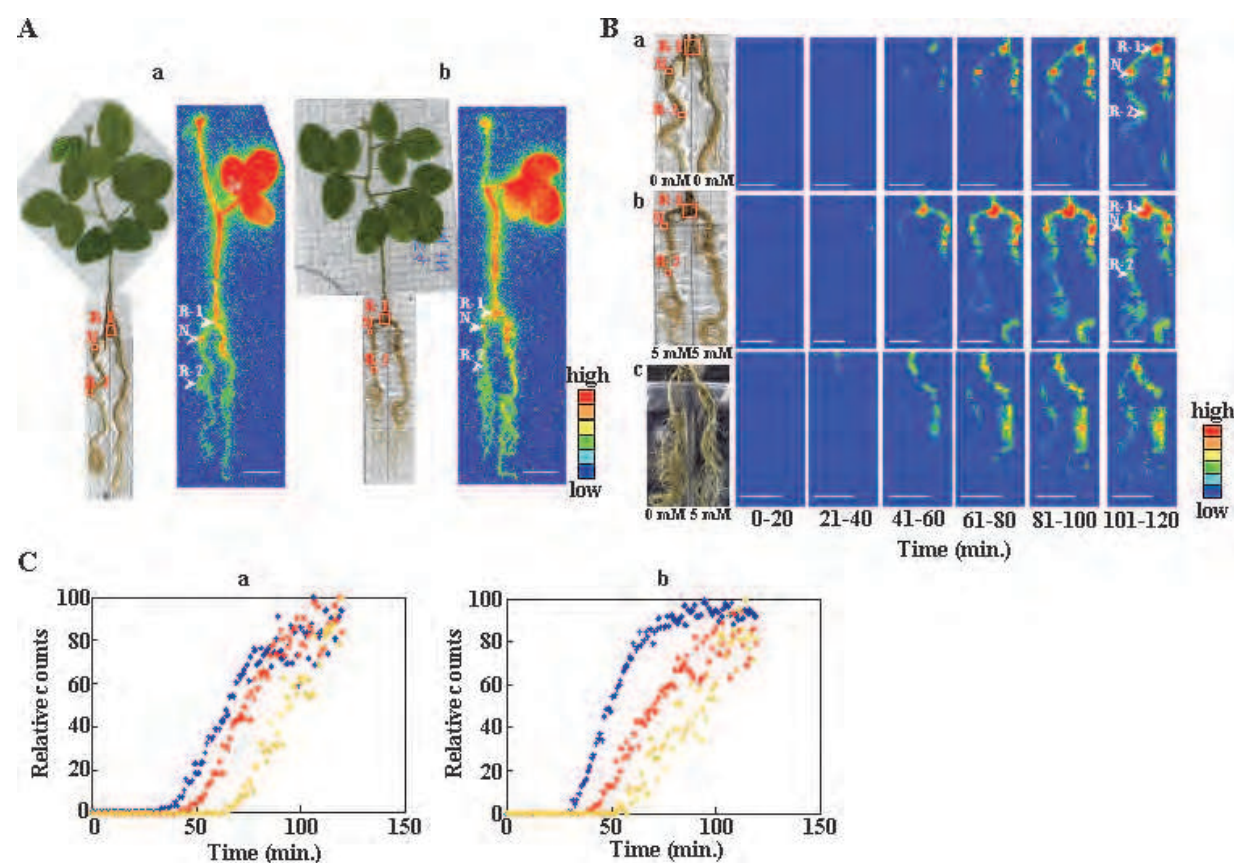 A
a
b
R-1
N
R-2
R-1
N
R-2
high
low
B
a
R-1
N
R-2
0 mM 0 mM
b
R-1
N
R-2
5 mM 5 mM
c
0 mM 5 mM
0-20 21-40 41-60 61-80 81-100 101-120
Time (min.)
high
low
C
a
100
80
60
40
20
0
Relative counts
0 50 100 150
Time (min.)
b
100
80
60
40
20
0
Relative counts
0 50 100 150
Time (min.)